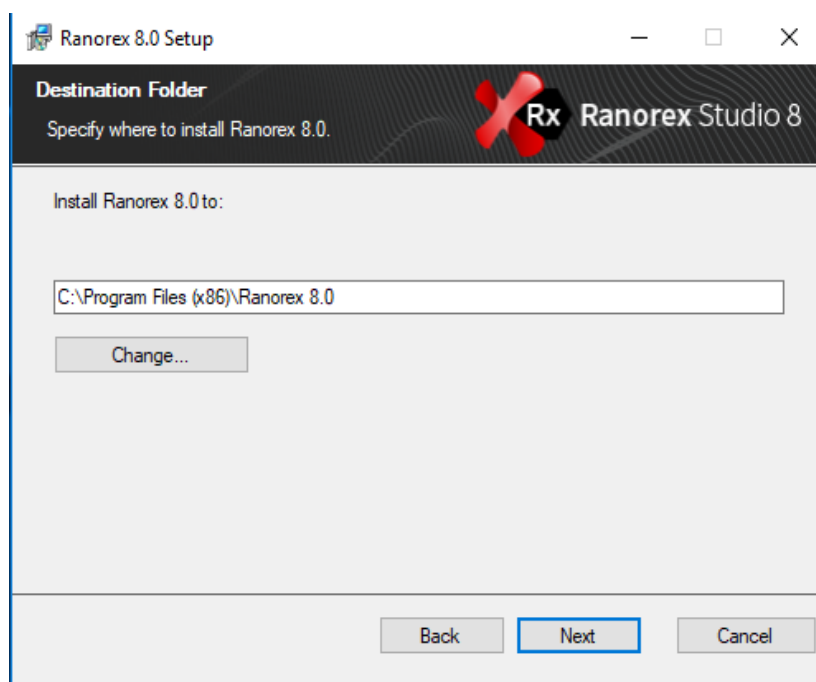 Ranorex 8.0 Setup
Destination Folder
Specify where to install Ranorex 8.0.
Rx Ranorex Studio 8
Install Ranorex 8.0 to:
C:\Program Files (x86)\Ranorex 8.0
Change...
Back Next Cancel